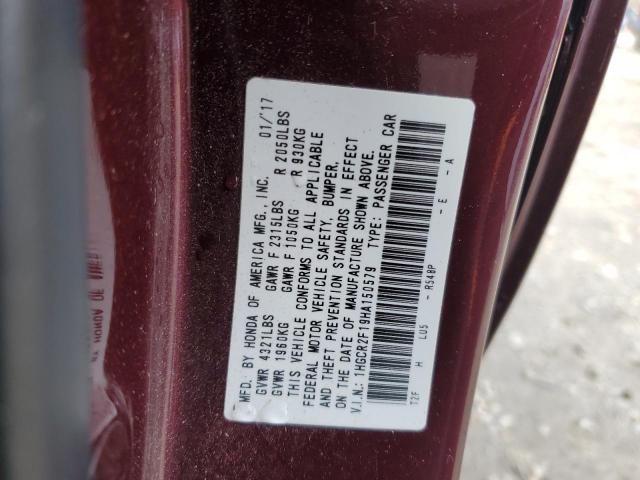 MFD. BY HONDA OF AMERICA MFG., INC. 01/'17
GVWR 4321LBS GAWR F 2315LBS R 2050LBS
GVWR 1960KG GAWR F 1050KG R 930KG
THIS VEHICLE CONFORMS TO ALL APPLICABLE
FEDERAL MOTOR VEHICLE SAFETY, BUMPER,
AND THEFT PREVENTION STANDARDS IN EFFECT
ON THE DATE OF MANUFACTURE SHOWN ABOVE.
V.I.N.: 1HGCR2F19HA150579 TYPE: PASSENGER CAR
T2F H LU5 - R548P - E - A